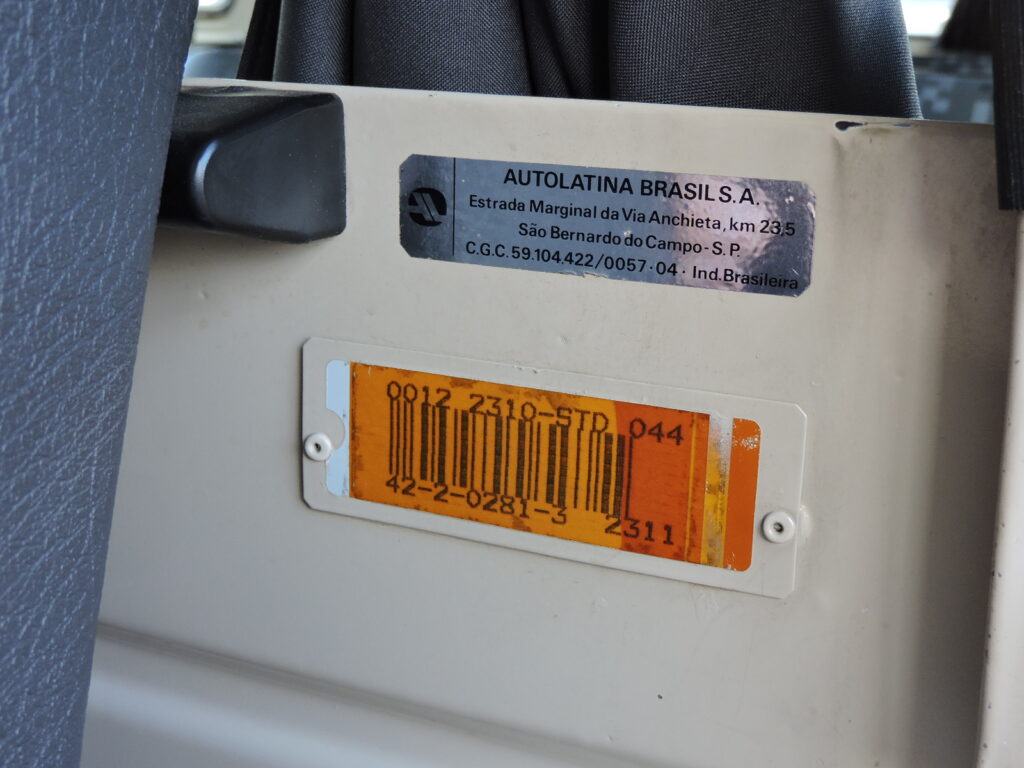 AUTOLATINA BRASIL S.A.
Estrada Marginal da Via Anchieta, km 23,5
São Bernardo do Campo - S. P.
C.G.C. 59.104.422/0057-04 · Ind. Brasileira
0012 2310-STD 044
42-2-0281-3 2311